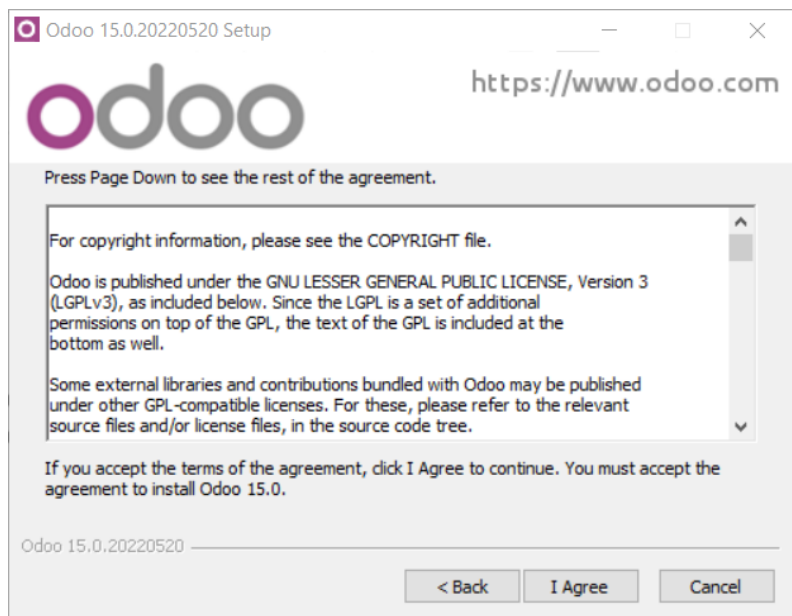 Odoo 15.0.20220520 Setup
odoo
https://www.odoo.com
Press Page Down to see the rest of the agreement.
For copyright information, please see the COPYRIGHT file.
Odoo is published under the GNU LESSER GENERAL PUBLIC LICENSE, Version 3
(LGPLv3), as included below. Since the LGPL is a set of additional
permissions on top of the GPL, the text of the GPL is included at the
bottom as well.
Some external libraries and contributions bundled with Odoo may be published
under other GPL-compatible licenses. For these, please refer to the relevant
source files and/or license files, in the source code tree.
If you accept the terms of the agreement, click I Agree to continue. You must accept the
agreement to install Odoo 15.0.
Odoo 15.0.20220520
< Back
I Agree
Cancel